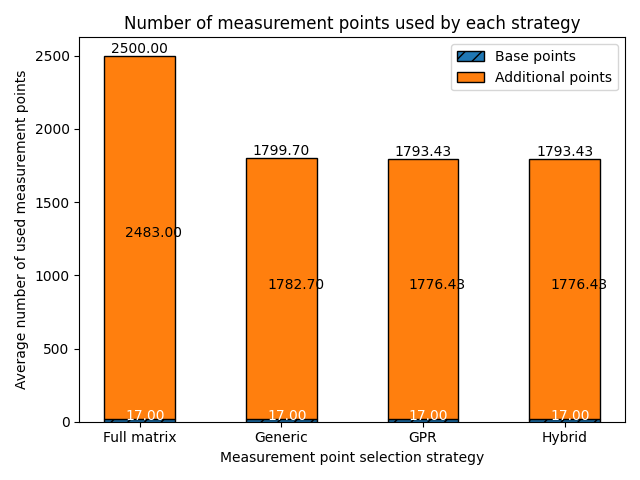 Number of measurement points used by each strategy
Average number of used measurement points
2500
2000
1500
1000
500
0
Base points
Additional points
2500.00
1799.70
1793.43
1793.43
2483.00
1782.70
1776.43
1776.43
17.00
17.00
17.00
17.00
Full matrix
Generic
GPR
Hybrid
Measurement point selection strategy